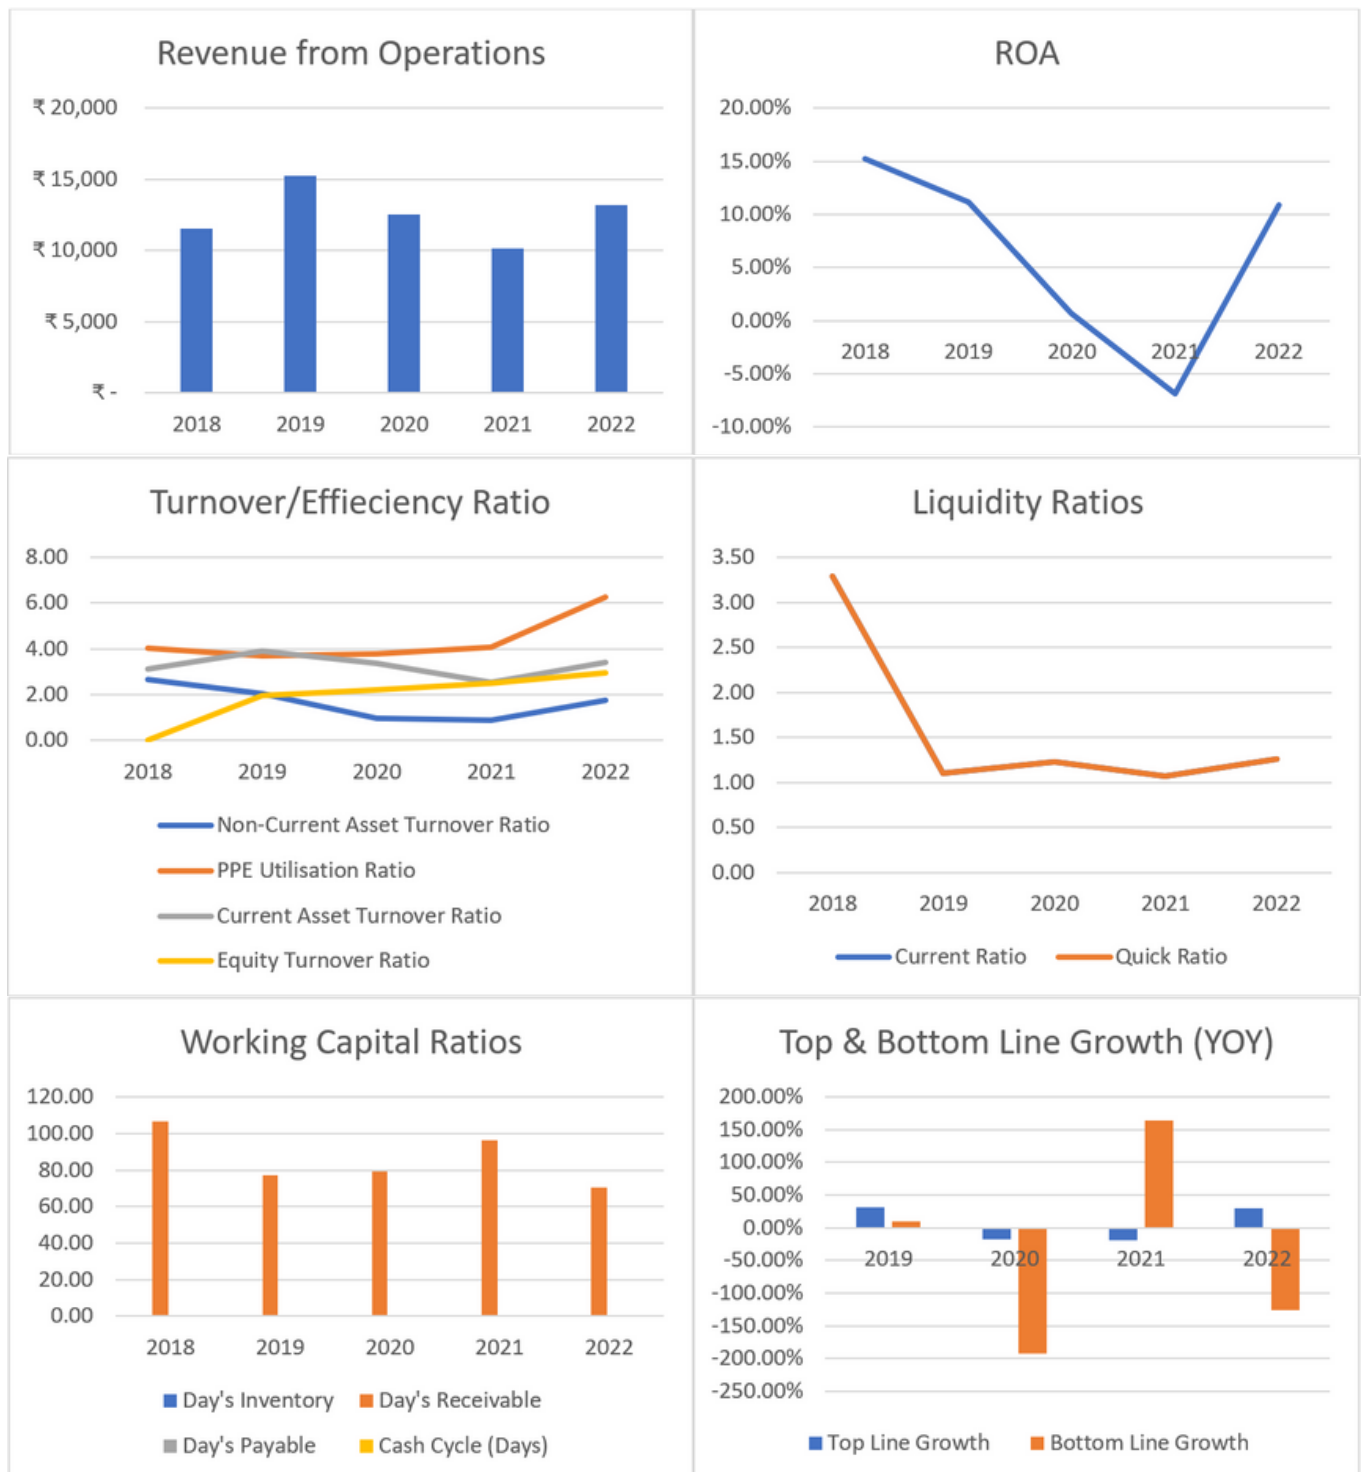 Revenue from Operations
₹ 20,000
₹ 15,000
₹ 10,000
₹ 5,000
₹ -
2018 2019 2020 2021 2022
ROA
20.00%
15.00%
10.00%
5.00%
0.00%
-5.00%
-10.00%
2018 2019 2020 2021 2022
Turnover/Effieciency Ratio
8.00
6.00
4.00
2.00
0.00
2018 2019 2020 2021 2022
Non-Current Asset Turnover Ratio
PPE Utilisation Ratio
Current Asset Turnover Ratio
Equity Turnover Ratio
Liquidity Ratios
3.50
3.00
2.50
2.00
1.50
1.00
0.50
0.00
2018 2019 2020 2021 2022
Current Ratio Quick Ratio
Working Capital Ratios
120.00
100.00
80.00
60.00
40.00
20.00
0.00
2018 2019 2020 2021 2022
Day's Inventory Day's Receivable
Day's Payable Cash Cycle (Days)
Top & Bottom Line Growth (YOY)
200.00%
150.00%
100.00%
50.00%
0.00%
-50.00%
-100.00%
-150.00%
-200.00%
-250.00%
2019 2020 2021 2022
Top Line Growth Bottom Line Growth